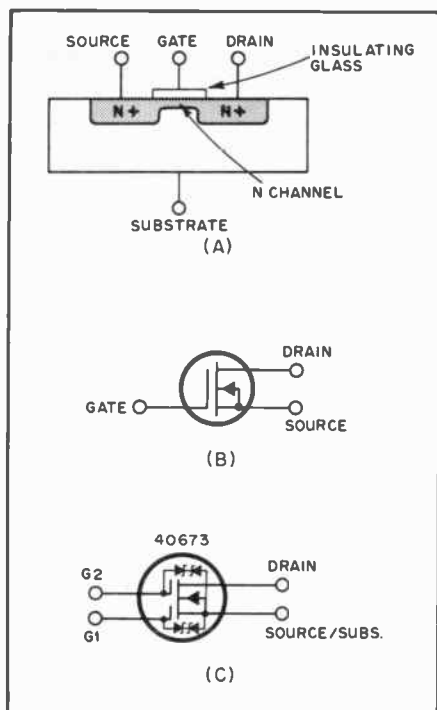 SOURCE GATE DRAIN
INSULATING
GLASS
N+ N+
N CHANNEL
SUBSTRATE
(A)
DRAIN
GATE
SOURCE
(B)
40673
G2
DRAIN
G1
SOURCE/SUBS.
(C)